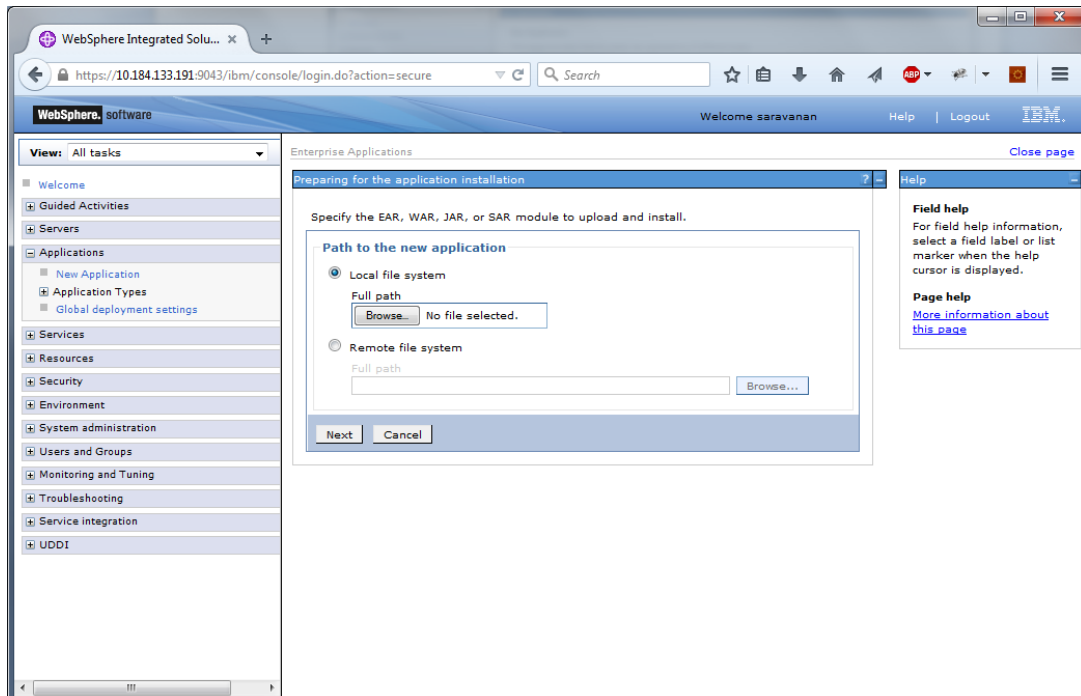 WebSphere Integrated Solu...
https://10.184.133.191:9043/ibm/console/login.do?action=secure
Search
ABP
WebSphere. software
Welcome saravanan
Help | Logout
IBM.
View: All tasks
Welcome
Guided Activities
Servers
Applications
New Application
Application Types
Global deployment settings
Services
Resources
Security
Environment
System administration
Users and Groups
Monitoring and Tuning
Troubleshooting
Service integration
UDDI
Enterprise Applications
Close page
Preparing for the application installation
?
Specify the EAR, WAR, JAR, or SAR module to upload and install.
Path to the new application
Local file system
Full path
Browse... No file selected.
Remote file system
Full path
Browse...
Next Cancel
Help
Field help
For field help information,
select a field label or list
marker when the help
cursor is displayed.
Page help
More information about
this page